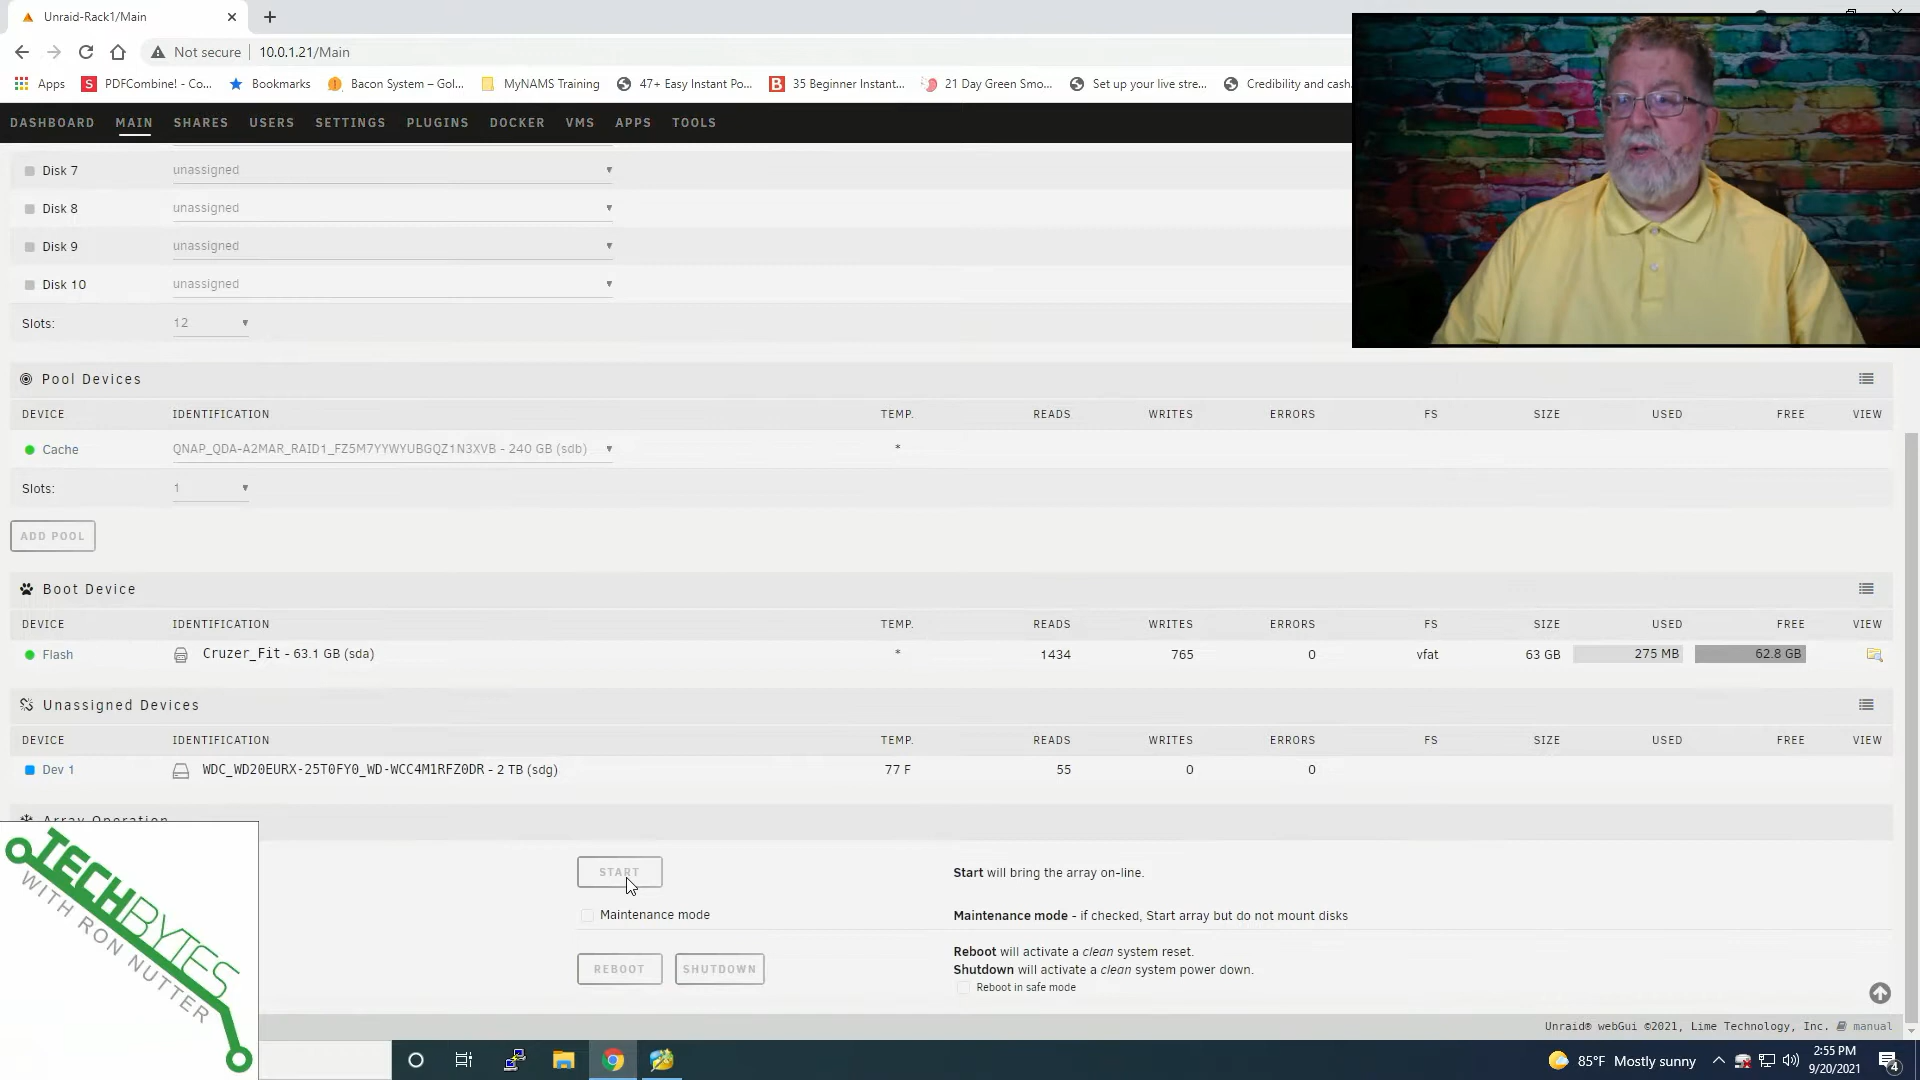 Unraid-Rack1/Main
Not secure 10.0.1.21/Main
Apps PDFCombine! - Co... Bookmarks Bacon System – Gol... MyNAMS Training 47+ Easy Instant Po... 35 Beginner Instant... 21 Day Green Smo... Set up your live stre... Credibility and cash
DASHBOARD MAIN SHARES USERS SETTINGS PLUGINS DOCKER VMS APPS TOOLS
Disk 7 unassigned
Disk 8 unassigned
Disk 9 unassigned
Disk 10 unassigned
Slots: 12
Pool Devices
DEVICE IDENTIFICATION TEMP. READS WRITES ERRORS FS SIZE USED FREE VIEW
Cache QNAP_QDA-A2MAR_RAID1_FZ5M7YYWYUBGQZ1N3XVB - 240 GB (sdb) *
Slots: 1
ADD POOL
Boot Device
DEVICE IDENTIFICATION TEMP. READS WRITES ERRORS FS SIZE USED FREE VIEW
Flash Cruzer_Fit - 63.1 GB (sda) * 1434 765 0 vfat 63 GB 275 MB 62.8 GB
Unassigned Devices
DEVICE IDENTIFICATION TEMP. READS WRITES ERRORS FS SIZE USED FREE VIEW
Dev 1 WDC_WD20EURX-25T0FY0_WD-WCC4M1RFZ0DR - 2 TB (sdg) 77 F 55 0 0
Array Operation
START Start will bring the array on-line.
Maintenance mode Maintenance mode - if checked, Start array but do not mount disks
REBOOT SHUTDOWN Reboot will activate a clean system reset.
Shutdown will activate a clean system power down.
Reboot in safe mode
TECHBYTES
WITH RON NUTTER
Unraid® webGui ©2021, Lime Technology, Inc. manual
85°F Mostly sunny 2:55 PM
9/20/2021
4